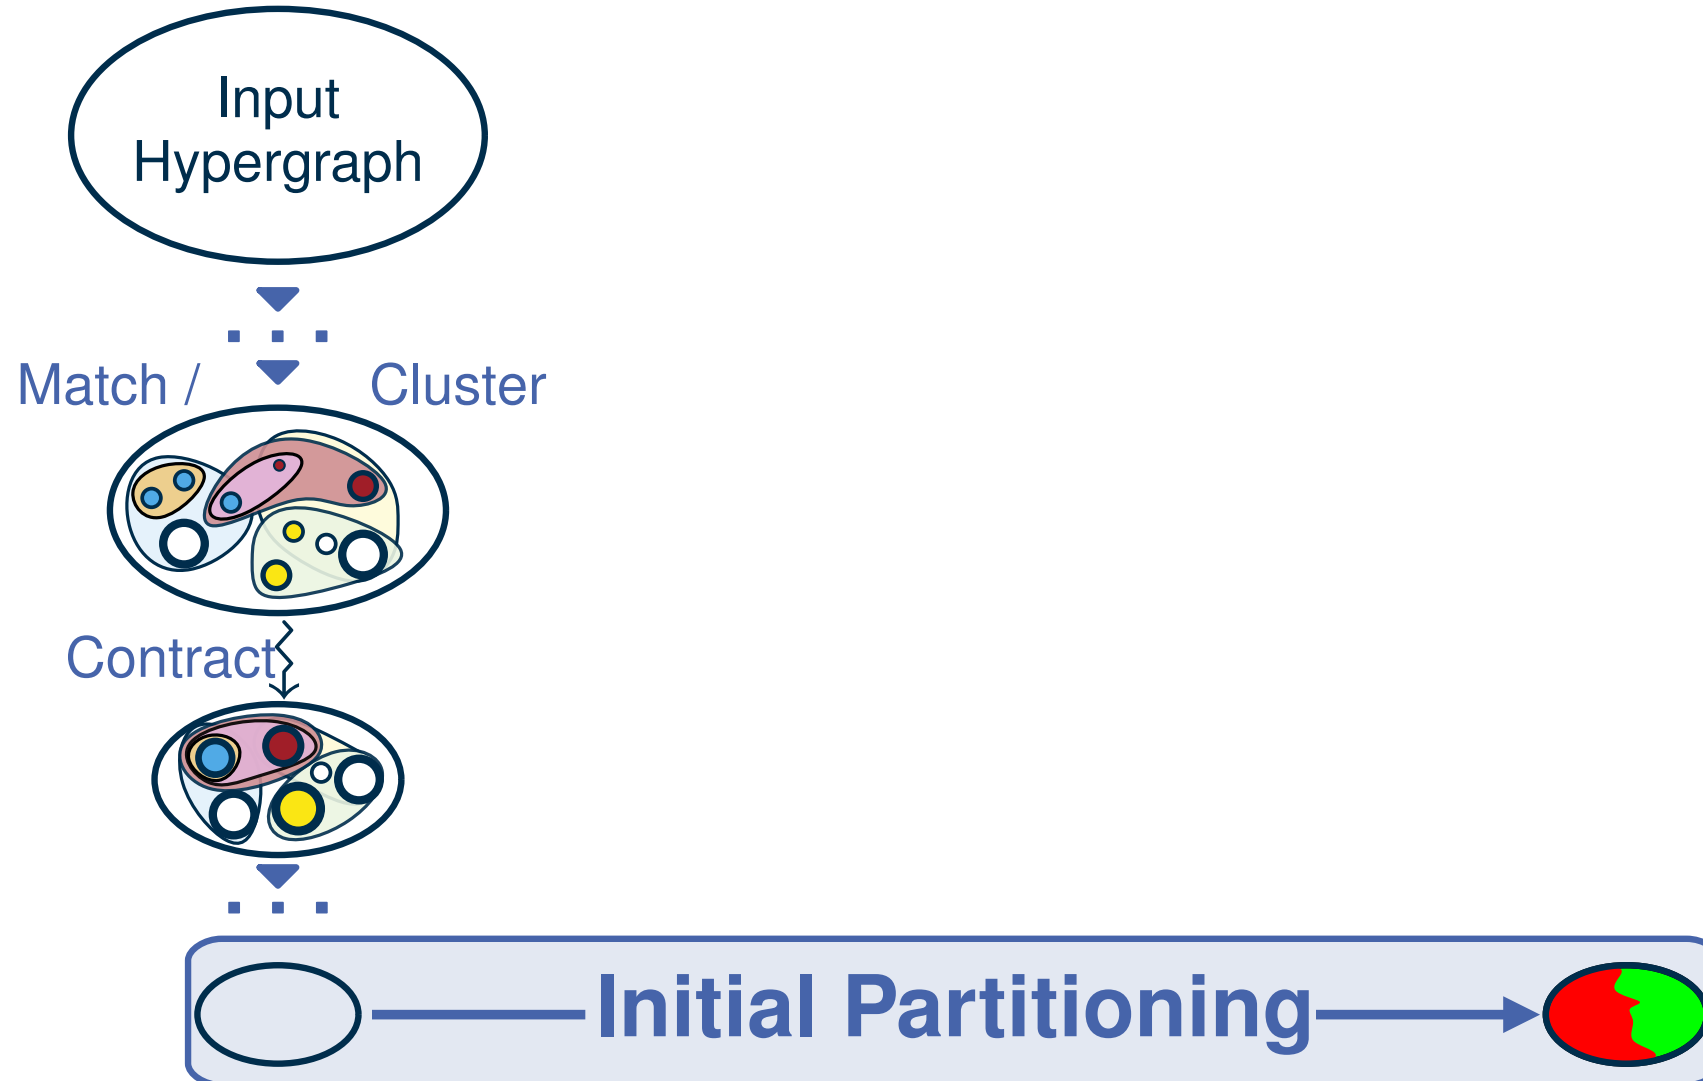 Input
Hypergraph
Match / Cluster
Contract
Initial Partitioning